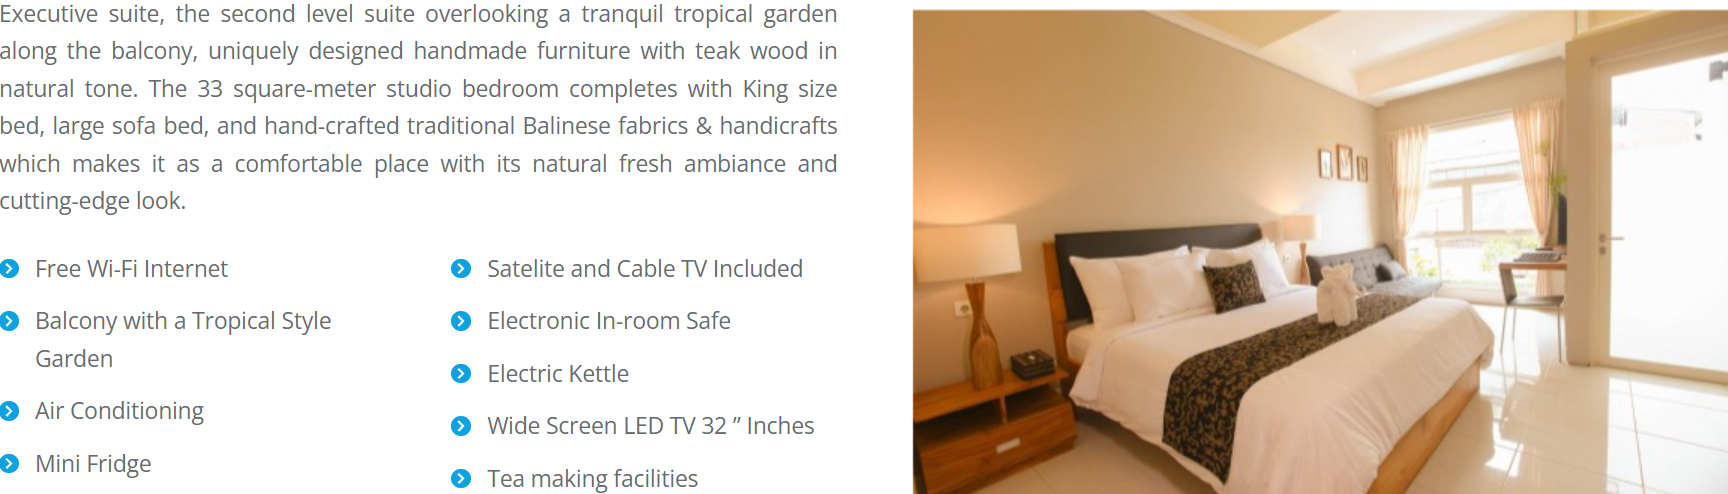 Executive suite, the second level suite overlooking a tranquil tropical garden
along the balcony, uniquely designed handmade furniture with teak wood in
natural tone. The 33 square-meter studio bedroom completes with King size
bed, large sofa bed, and hand-crafted traditional Balinese fabrics & handicrafts
which makes it as a comfortable place with its natural fresh ambiance and
cutting-edge look.
Free Wi-Fi Internet
Balcony with a Tropical Style
Garden
Air Conditioning
Mini Fridge
Satelite and Cable TV Included
Electronic In-room Safe
Electric Kettle
Wide Screen LED TV 32 ” Inches
Tea making facilities